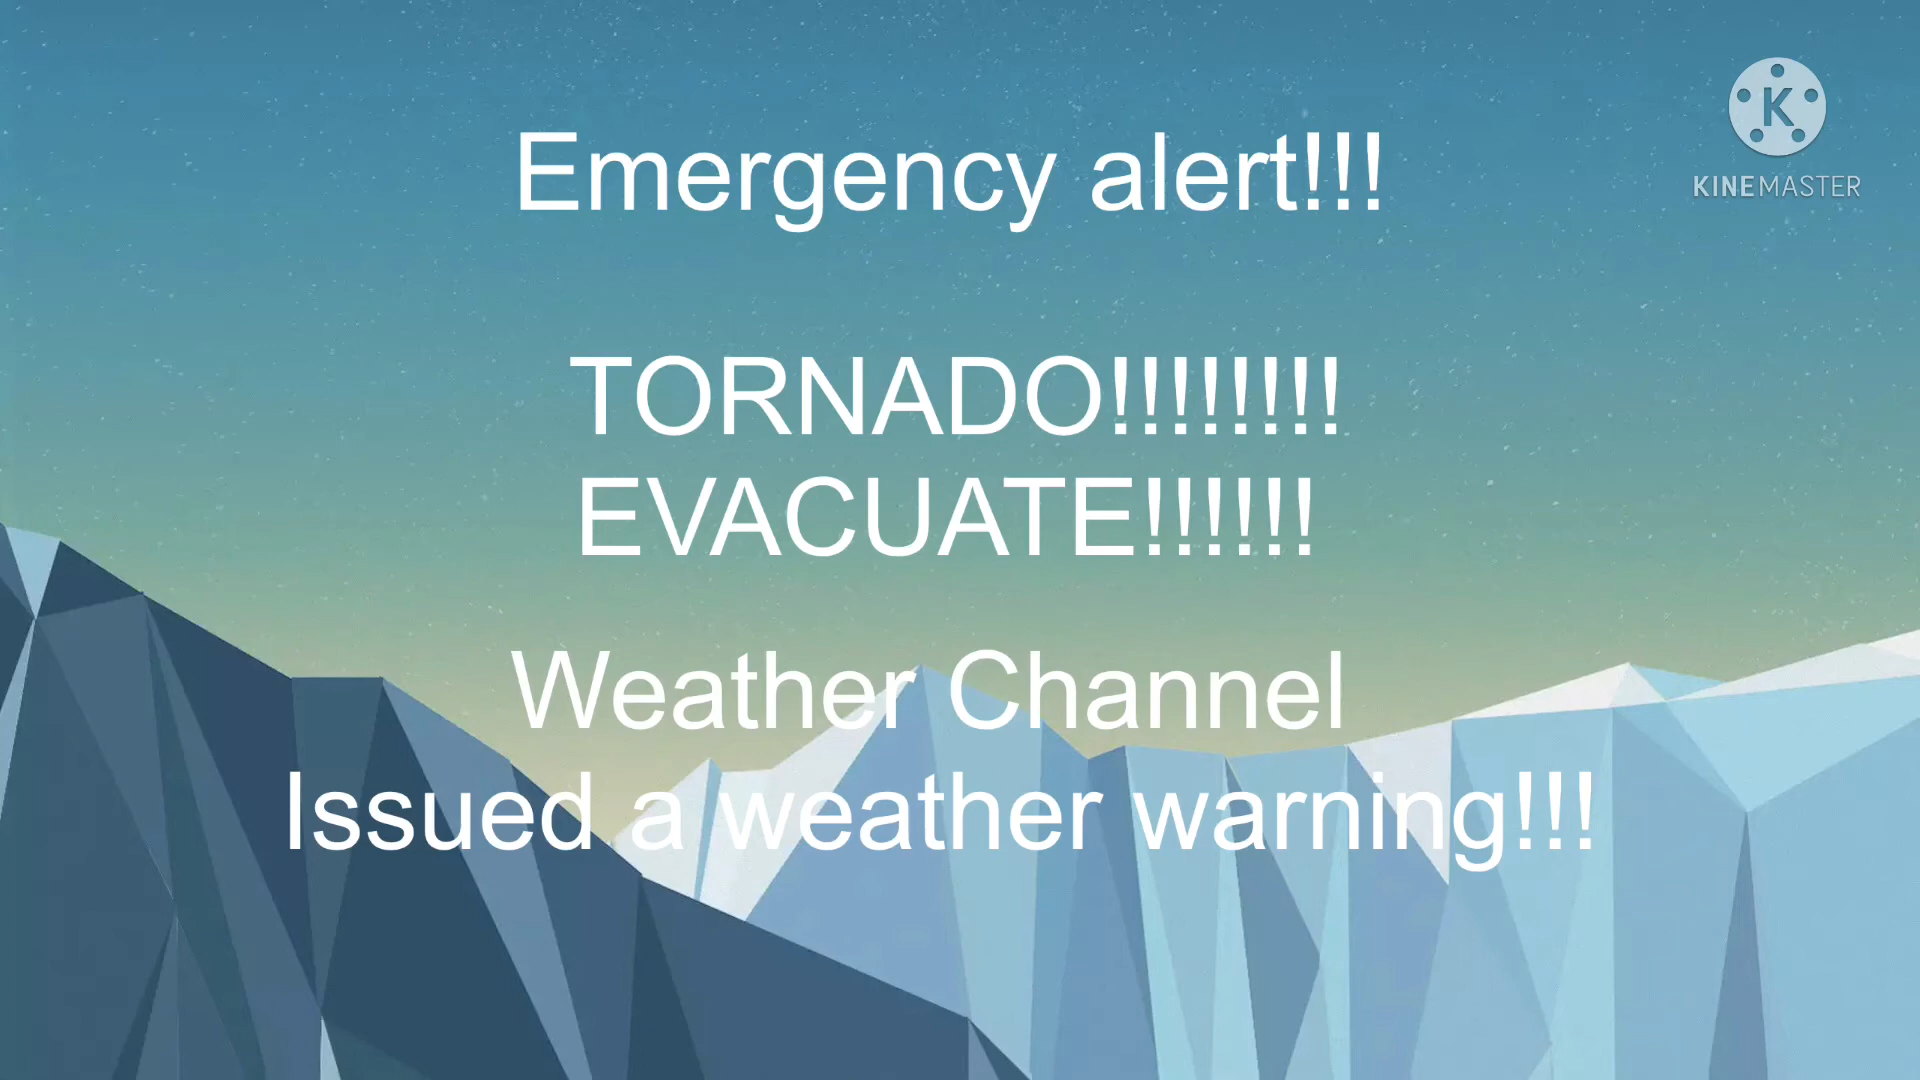 Emergency alert!!!
K
KINEMASTER
TORNADO!!!!!!!!
EVACUATE!!!!!!
Weather Channel
Issued a weather warning!!!